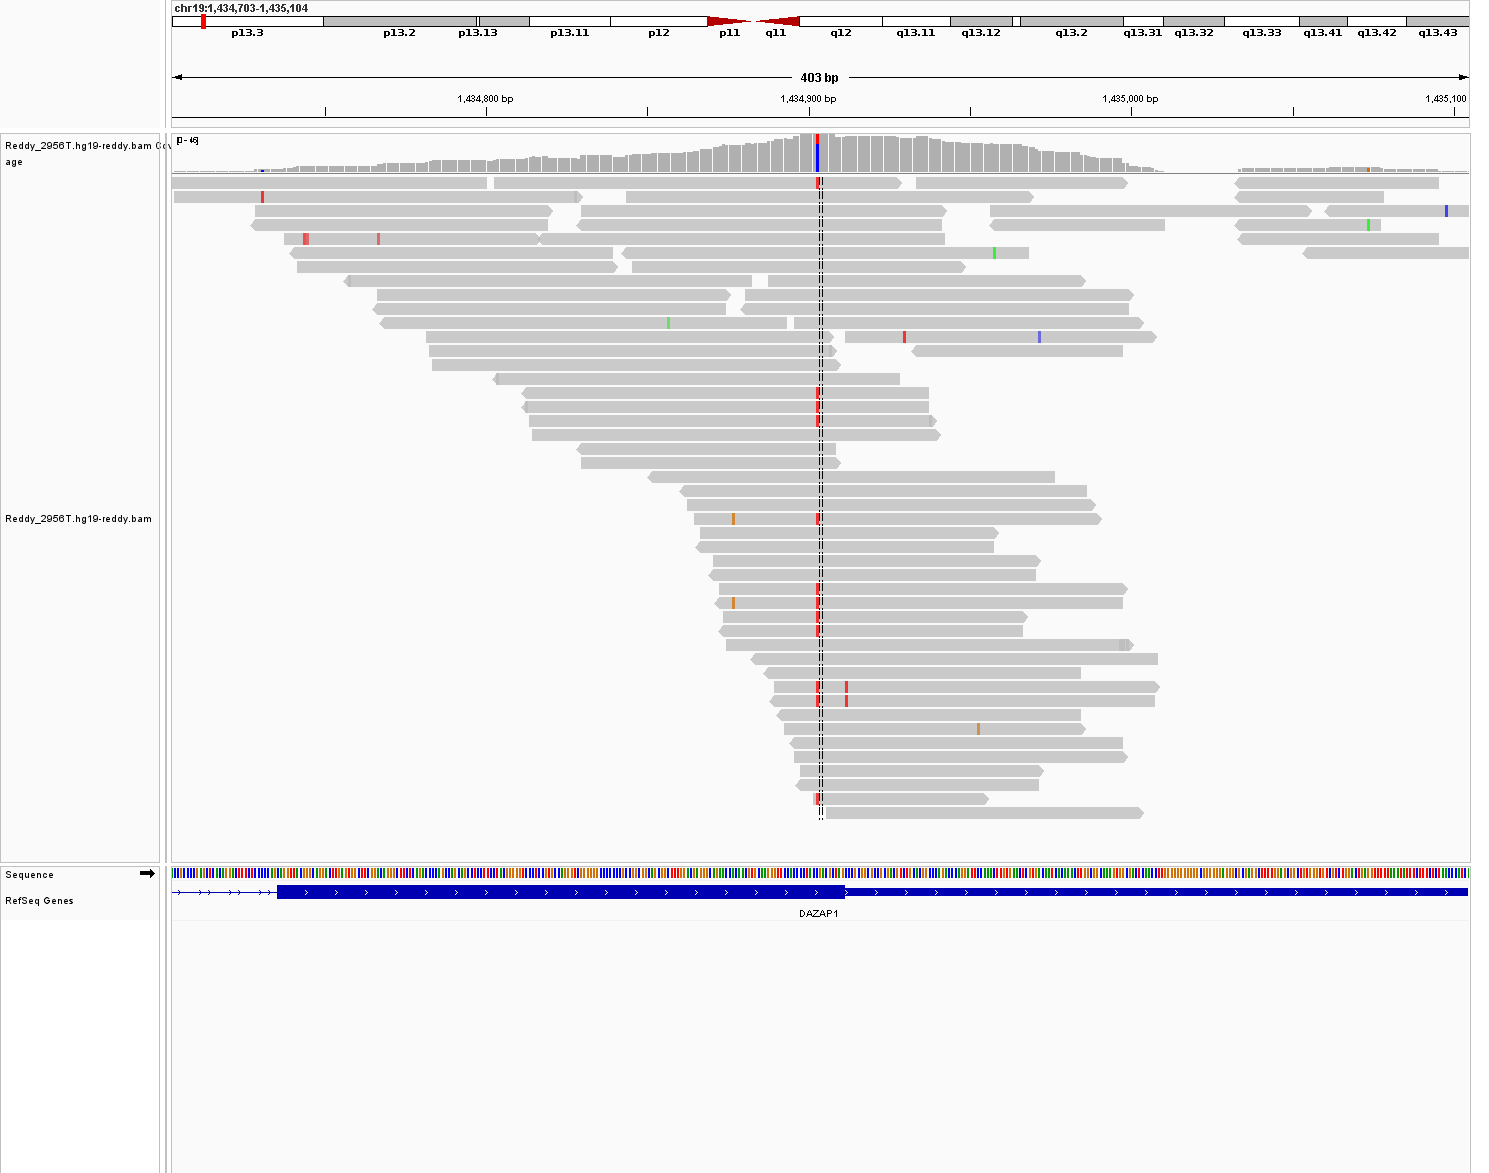 chr19:1,434,703-1,435,104
p13.3 p13.2 p13.13 p13.11 p12 p11 q11 q12 q13.11 q13.12 q13.2 q13.31 q13.32 q13.33 q13.41 q13.42 q13.43
403 bp
1,434,800 bp 1,434,900 bp 1,435,000 bp 1,435,100
Reddy_2956T.hg19-reddy.bam Cov
age
[0 - 46]
Reddy_2956T.hg19-reddy.bam
Sequence
RefSeq Genes
DAZAP1